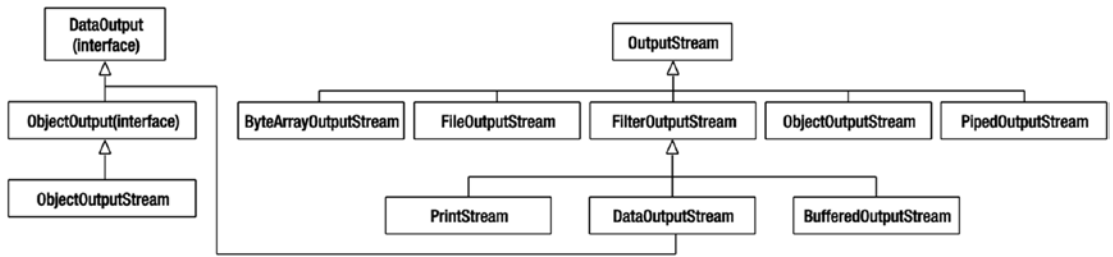 DataOutput
(interface)
OutputStream
ObjectOutput(interface)
ByteArrayOutputStream
FileOutputStream
FilterOutputStream
ObjectOutputStream
PipedOutputStream
ObjectOutputStream
PrintStream
DataOutputStream
BufferedOutputStream